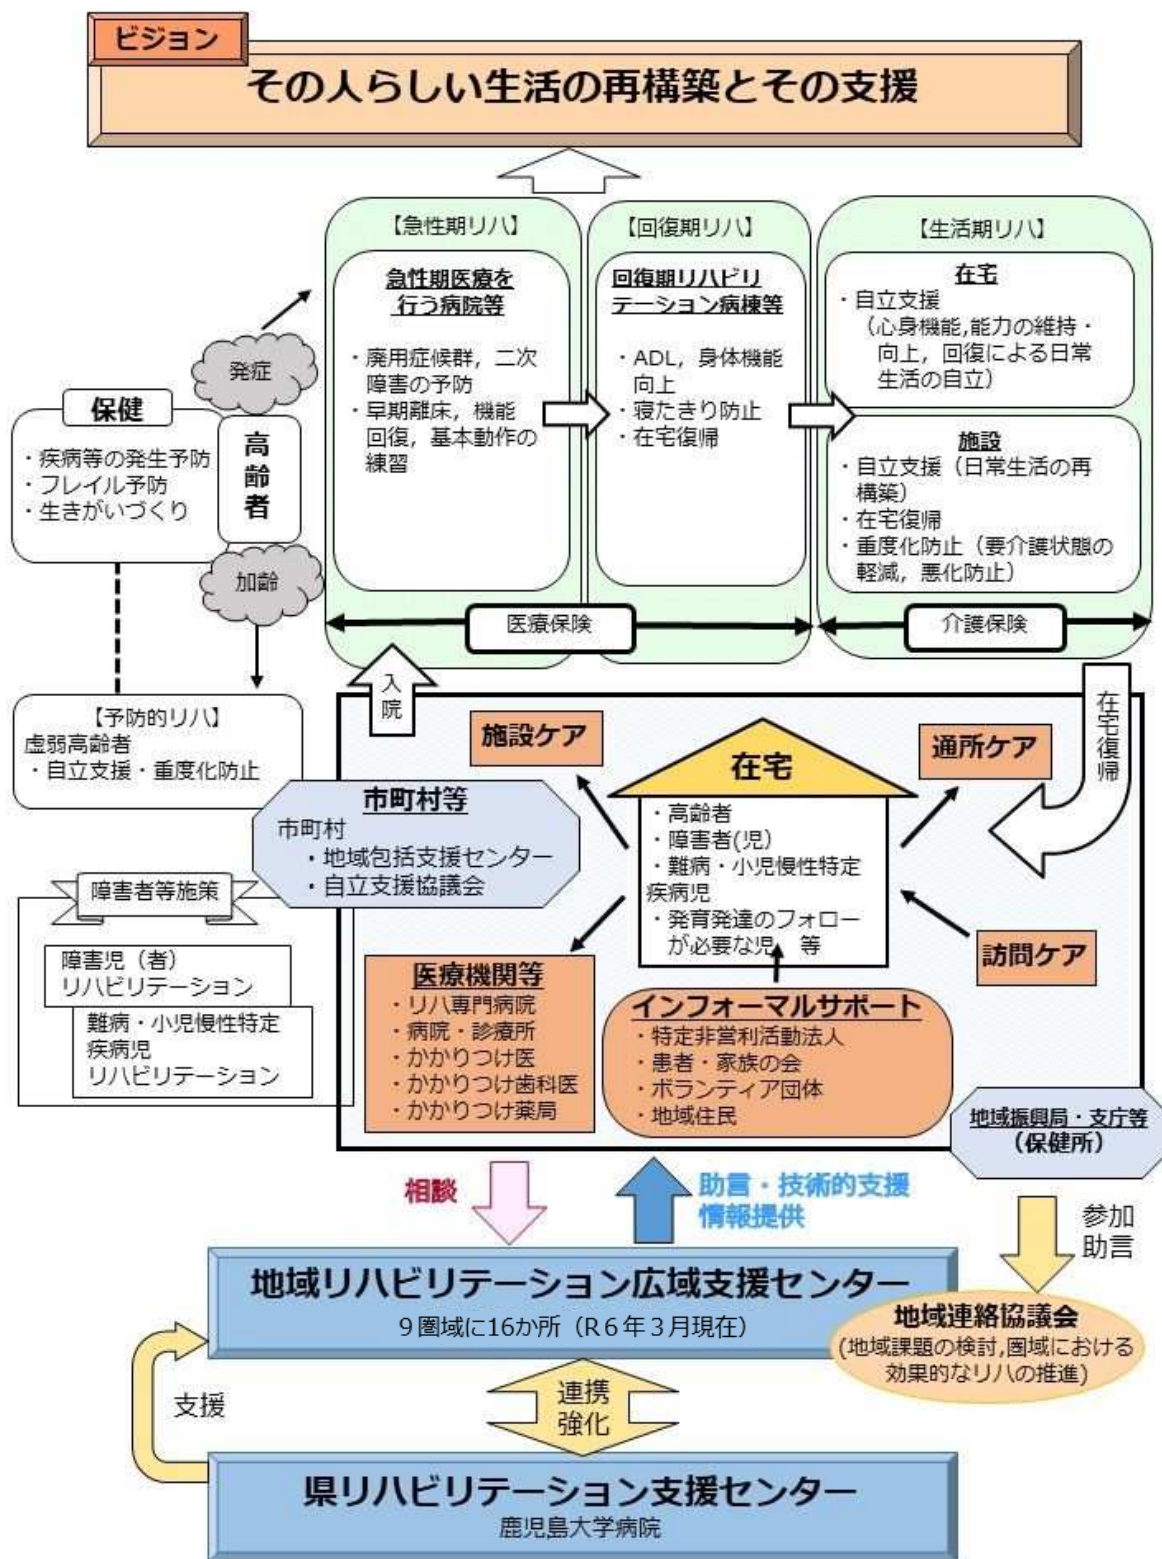 ビジョン
その人らしい生活の再構築とその支援
【急性期リハ】
急性期医療を
行う病院等
・廃用症候群，二次
障害の予防
・早期離床，機能
回復，基本動作の
練習
【回復期リハ】
回復期リハビリ
テーション病棟等
・ADL，身体機能
向上
・寝たきり防止
・在宅復帰
【生活期リハ】
在宅
・自立支援
（心身機能,能力の維持・
向上，回復による日常
生活の自立）
施設
・自立支援（日常生活の再
構築）
・在宅復帰
・重度化防止（要介護状態の
軽減，悪化防止）
医療保険
介護保険
発症
保健
・疾病等の発生予防
・フレイル予防
・生きがいづくり
高齢者
加齢
【予防的リハ】
虚弱高齢者
・自立支援・重度化防止
入院
在宅復帰
施設ケア
通所ケア
在宅
・高齢者
・障害者(児）
・難病・小児慢性特定
疾病児
・発育発達のフォロー
が必要な児　等
市町村等
市町村
・地域包括支援センター
・自立支援協議会
障害者等施策
障害児（者）
リハビリテーション
難病・小児慢性特定
疾病児
リハビリテーション
訪問ケア
医療機関等
・リハ専門病院
・病院・診療所
・かかりつけ医
・かかりつけ歯科医
・かかりつけ薬局
インフォーマルサポート
・特定非営利活動法人
・患者・家族の会
・ボランティア団体
・地域住民
地域振興局・支庁等
（保健所）
相談
助言・技術的支援
情報提供
参加
助言
地域リハビリテーション広域支援センター
９圏域に16か所（R６年３月現在）
地域連絡協議会
(地域課題の検討,圏域における
効果的なリハの推進)
支援
連携
強化
県リハビリテーション支援センター
鹿児島大学病院